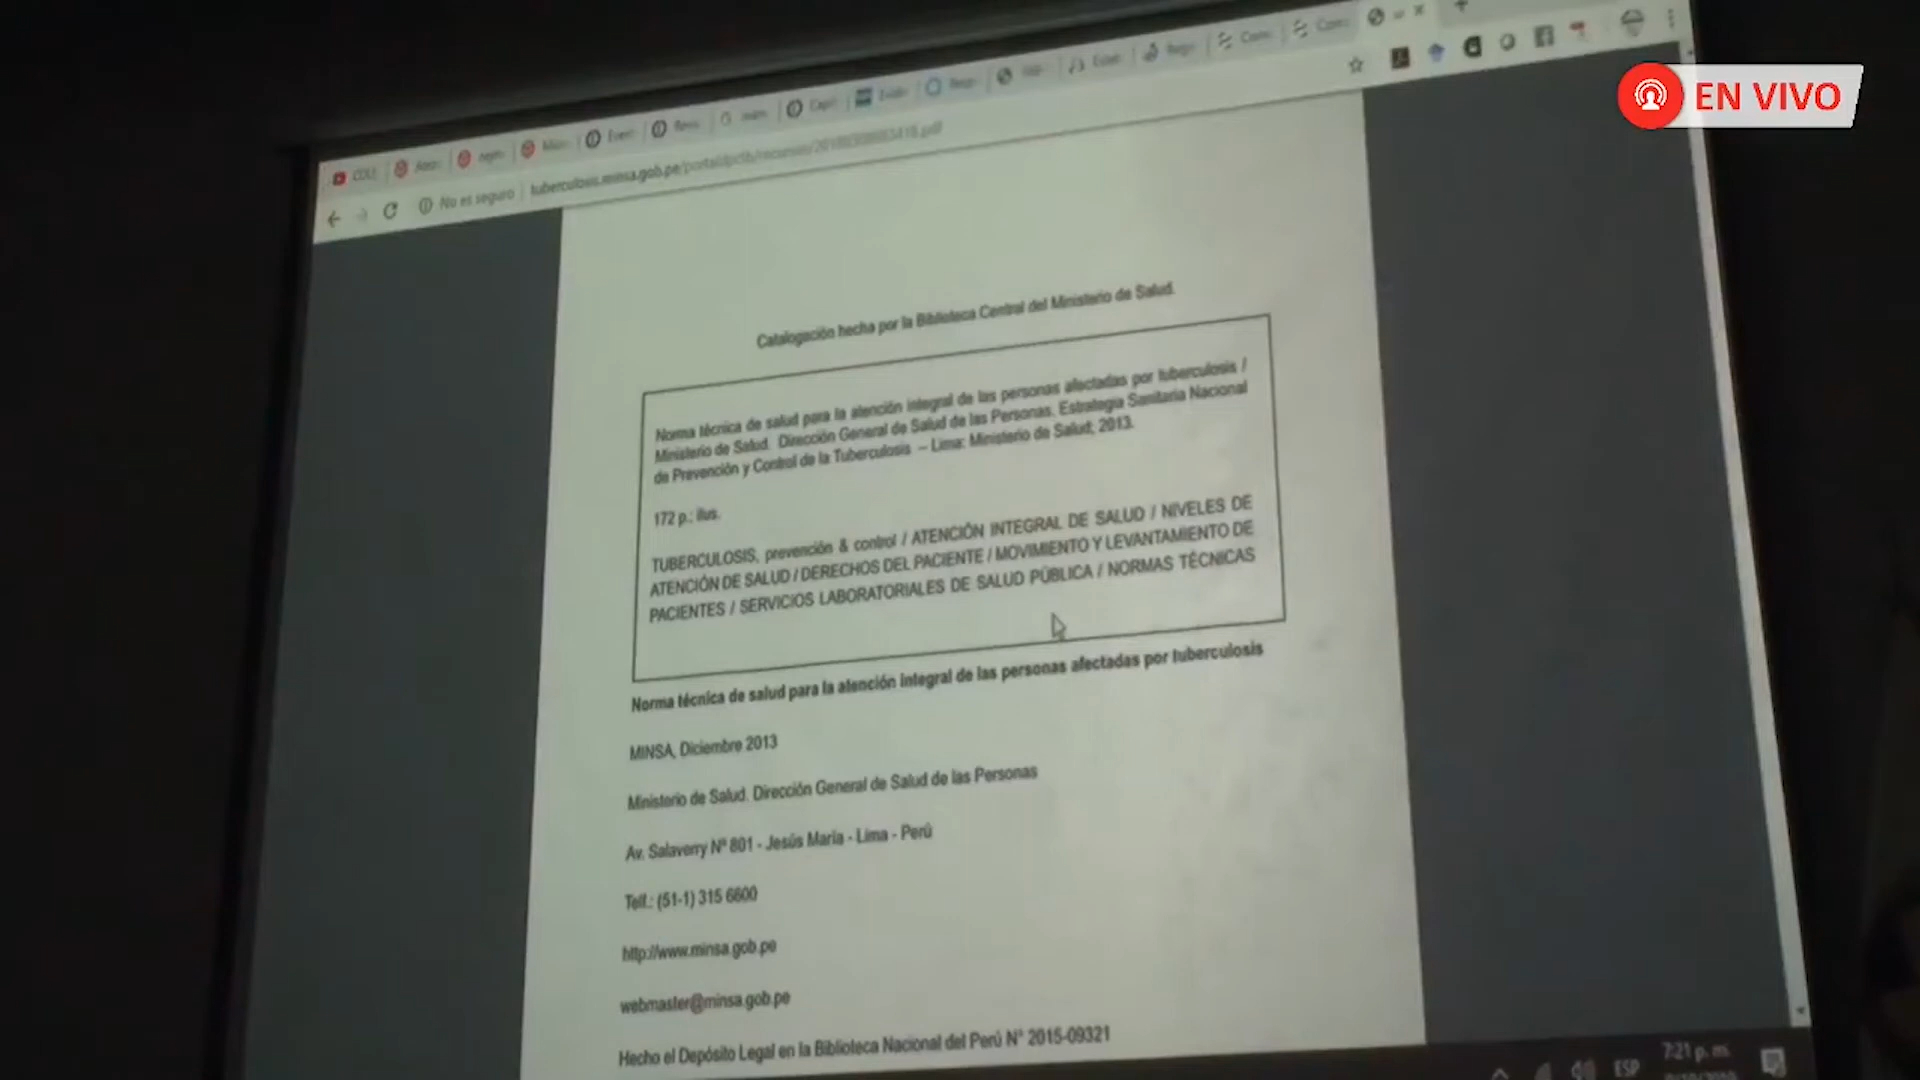 EN VIVO
No es seguro | tuberculosis.minsa.gob.pe/portal/dpctb/recursos/
Catalogación hecha por la Biblioteca Central del Ministerio de Salud.
Norma técnica de salud para la atención integral de las personas afectadas por tuberculosis /
Ministerio de Salud. Dirección General de Salud de las Personas. Estrategia Sanitaria Nacional
de Prevención y Control de la Tuberculosis – Lima: Ministerio de Salud; 2013.
172 p.; ilus.
TUBERCULOSIS, prevención & control / ATENCIÓN INTEGRAL DE SALUD / NIVELES DE
ATENCIÓN DE SALUD / DERECHOS DEL PACIENTE / MOVIMIENTO Y LEVANTAMIENTO DE
PACIENTES / SERVICIOS LABORATORIALES DE SALUD PÚBLICA / NORMAS TÉCNICAS
Norma técnica de salud para la atención integral de las personas afectadas por tuberculosis
MINSA, Diciembre 2013
Ministerio de Salud. Dirección General de Salud de las Personas
Av. Salaverry Nº 801 - Jesús María - Lima - Perú
Telf.: (51-1) 315 6600
http://www.minsa.gob.pe
webmaster@minsa.gob.pe
Hecho el Depósito Legal en la Biblioteca Nacional del Perú N° 2015-09321
ESP
7:21 p. m.